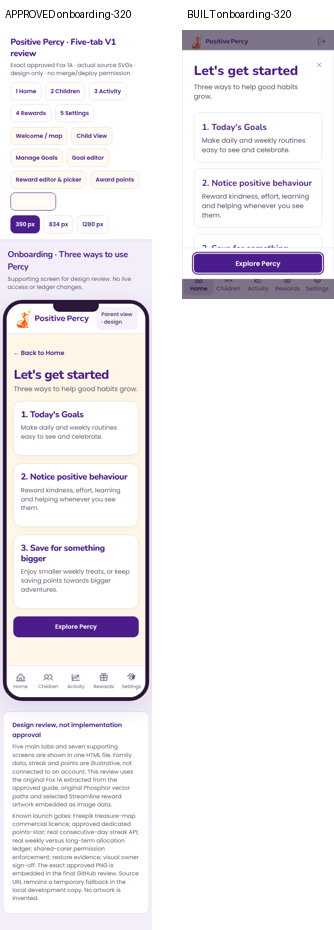 APPROVED onboarding-320
Positive Percy · Five-tab V1
review
Exact approved Fox 1A · actual source SVGs ·
design only · no merge/deploy permission
1 Home
2 Children
3 Activity
4 Rewards
5 Settings
Welcome / map
Child View
Manage Goals
Goal editor
Reward editor & picker
Award points
390 px
834 px
1280 px
Onboarding · Three ways to use
Percy
Supporting screen for design review. No live
access or ledger changes.
Positive Percy
Parent view
· design
← Back to Home
Let's get started
Three ways to help good habits grow.
1. Today's Goals
Make daily and weekly routines
easy to see and celebrate.
2. Notice positive behaviour
Reward kindness, effort, learning
and helping whenever you see
them.
3. Save for something
bigger
Enjoy smaller weekly treats, or keep
saving points towards bigger
adventures.
Explore Percy
Home
Children
Activity
Rewards
Settings
Design review, not implementation
approval
Five main tabs and seven supporting
screens are shown in one HTML file. Family
data, streak and points are illustrative, not
connected to an account. This review uses
the original Fox 1A extracted from the
approved guide, original Phosphor vector
paths and selected Streamline reward
artwork embedded as image data.
Known launch gates: Freepik treasure-map
commercial licence; approved dedicated
points-star; real consecutive-day streak API;
real weekly versus long-term allocation
ledger; shared-carer permission
enforcement; restore evidence; visual owner
sign-off. The exact approved PNG is
embedded in the final GitHub review. Source
URL remains a temporary fallback in the
local development copy. No artwork is
invented.
BUILT onboarding-320
Positive Percy
Let's get started
Three ways to help good habits
grow.
1. Today's Goals
Make daily and weekly routines
easy to see and celebrate.
2. Notice positive behaviour
Reward kindness, effort, learning
and helping whenever you see
them.
3. Save for something
Explore Percy
Home
Children
Activity
Rewards
Settings